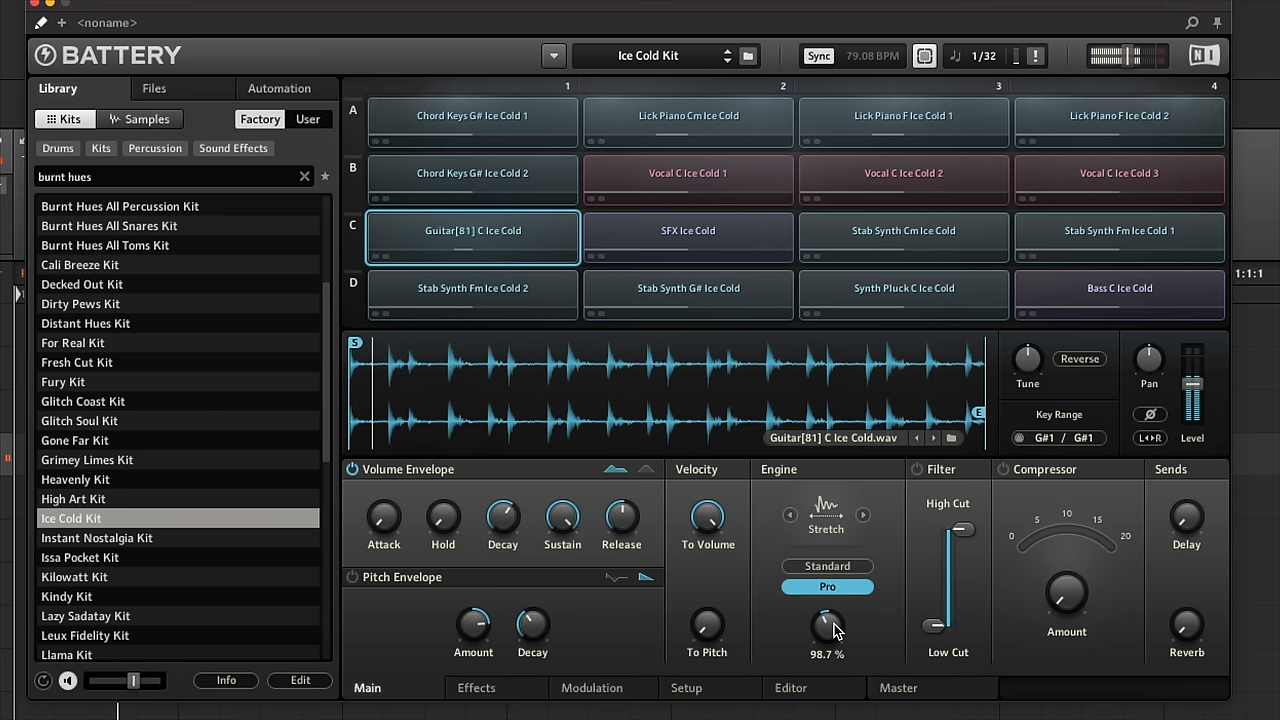 <noname>
BATTERY
Ice Cold Kit
Sync
79.08 BPM
1/32
!
Library
Files
Automation
Kits
Samples
Factory
User
Drums
Kits
Percussion
Sound Effects
burnt hues
Burnt Hues All Percussion Kit
Burnt Hues All Snares Kit
Burnt Hues All Toms Kit
Cali Breeze Kit
Decked Out Kit
Dirty Pews Kit
Distant Hues Kit
For Real Kit
Fresh Cut Kit
Fury Kit
Glitch Coast Kit
Glitch Soul Kit
Gone Far Kit
Grimey Limes Kit
Heavenly Kit
High Art Kit
Ice Cold Kit
Instant Nostalgia Kit
Issa Pocket Kit
Kilowatt Kit
Kindy Kit
Lazy Sadatay Kit
Leux Fidelity Kit
Llama Kit
Info
Edit
1 2 3 4
A
Chord Keys G# Ice Cold 1
Lick Piano Cm Ice Cold
Lick Piano F Ice Cold 1
Lick Piano F Ice Cold 2
B
Chord Keys G# Ice Cold 2
Vocal C Ice Cold 1
Vocal C Ice Cold 2
Vocal C Ice Cold 3
C
Guitar[81] C Ice Cold
SFX Ice Cold
Stab Synth Cm Ice Cold
Stab Synth Fm Ice Cold 1
D
Stab Synth Fm Ice Cold 2
Stab Synth G# Ice Cold
Synth Pluck C Ice Cold
Bass C Ice Cold
1:1:1
S
E
Guitar[81] C Ice Cold.wav
Tune
Reverse
Key Range
G#1 / G#1
Pan
L◂▸R
Level
Volume Envelope
Attack
Hold
Decay
Sustain
Release
Pitch Envelope
Amount
Decay
Velocity
To Volume
To Pitch
Engine
Stretch
Standard
Pro
98.7 %
Filter
High Cut
Low Cut
Compressor
0 5 10 15 20
Amount
Sends
Delay
Reverb
Main
Effects
Modulation
Setup
Editor
Master